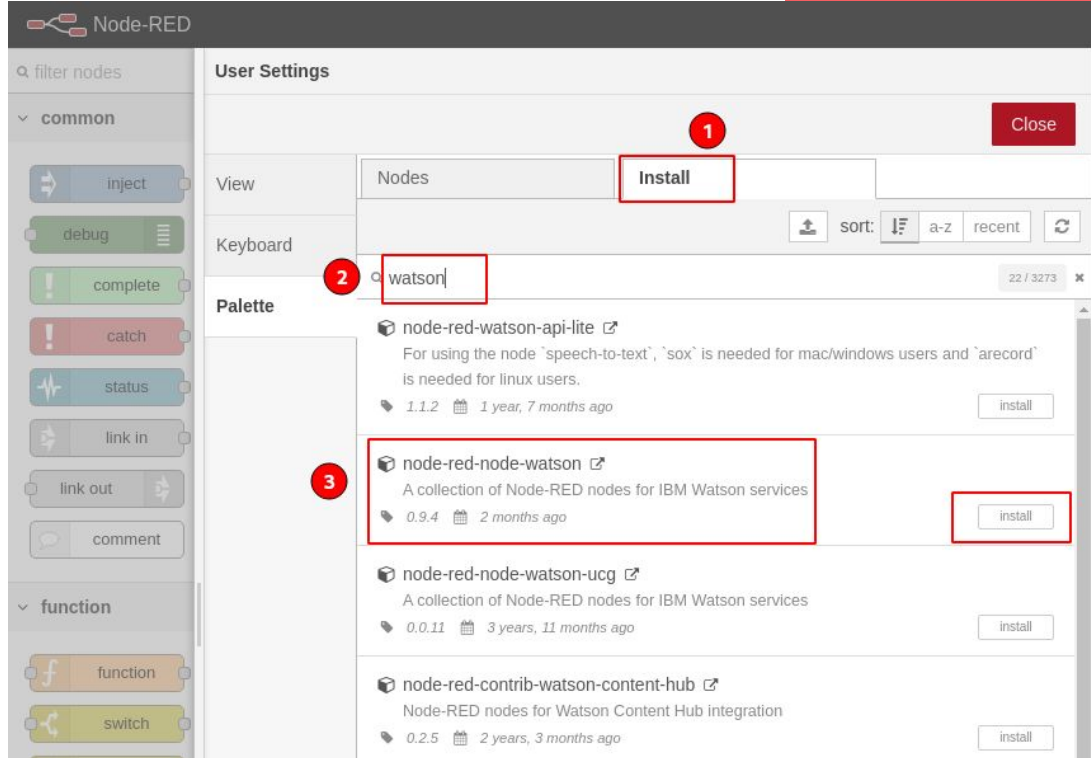 Node-RED
filter nodes
common
inject
debug
complete
catch
status
link in
link out
comment
function
function
switch
User Settings
Close
1
View
Keyboard
Palette
Nodes
Install
sort:
a-z
recent
2
watson
22 / 3273
node-red-watson-api-lite
For using the node `speech-to-text`, `sox` is needed for mac/windows users and `arecord`
is needed for linux users.
1.1.2 1 year, 7 months ago
install
3
node-red-node-watson
A collection of Node-RED nodes for IBM Watson services
0.9.4 2 months ago
install
node-red-node-watson-ucg
A collection of Node-RED nodes for IBM Watson services
0.0.11 3 years, 11 months ago
install
node-red-contrib-watson-content-hub
Node-RED nodes for Watson Content Hub integration
0.2.5 2 years, 3 months ago
install